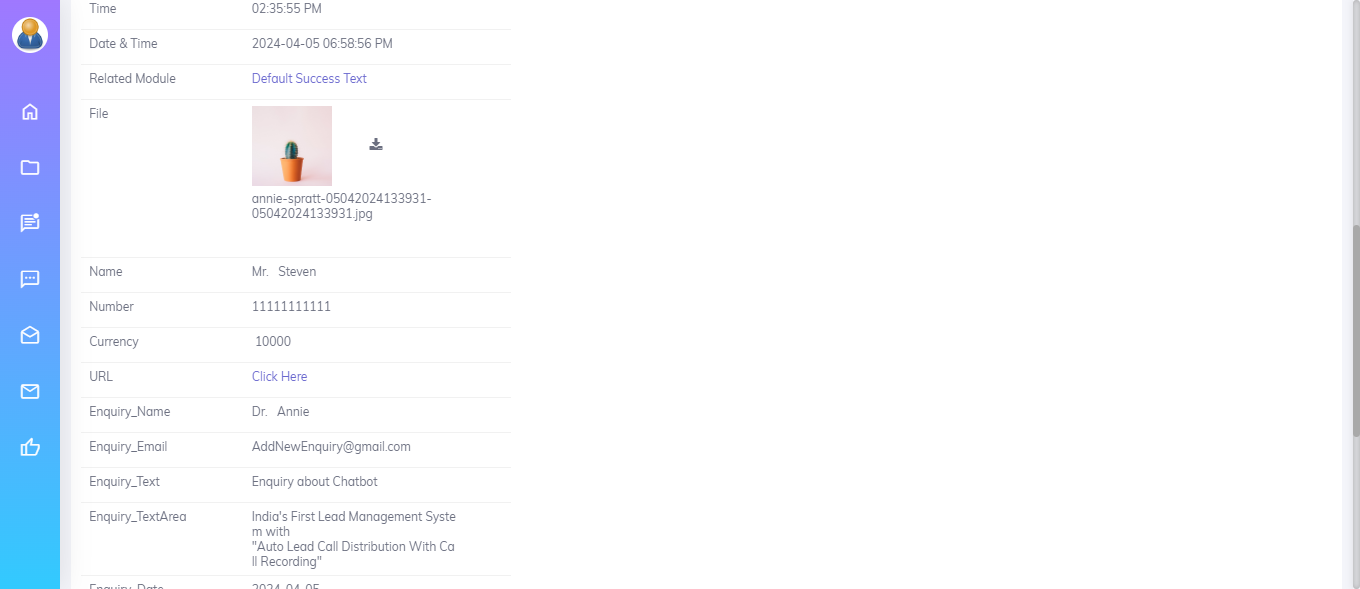 Time 02:35:55 PM
Date & Time 2024-04-05 06:58:56 PM
Related Module Default Success Text
File
annie-spratt-05042024133931-
05042024133931.jpg
Name Mr. Steven
Number 11111111111
Currency 10000
URL Click Here
Enquiry_Name Dr. Annie
Enquiry_Email AddNewEnquiry@gmail.com
Enquiry_Text Enquiry about Chatbot
Enquiry_TextArea India's First Lead Management Syste
m with
"Auto Lead Call Distribution With Ca
ll Recording"
Enquiry_Date 2024-04-05